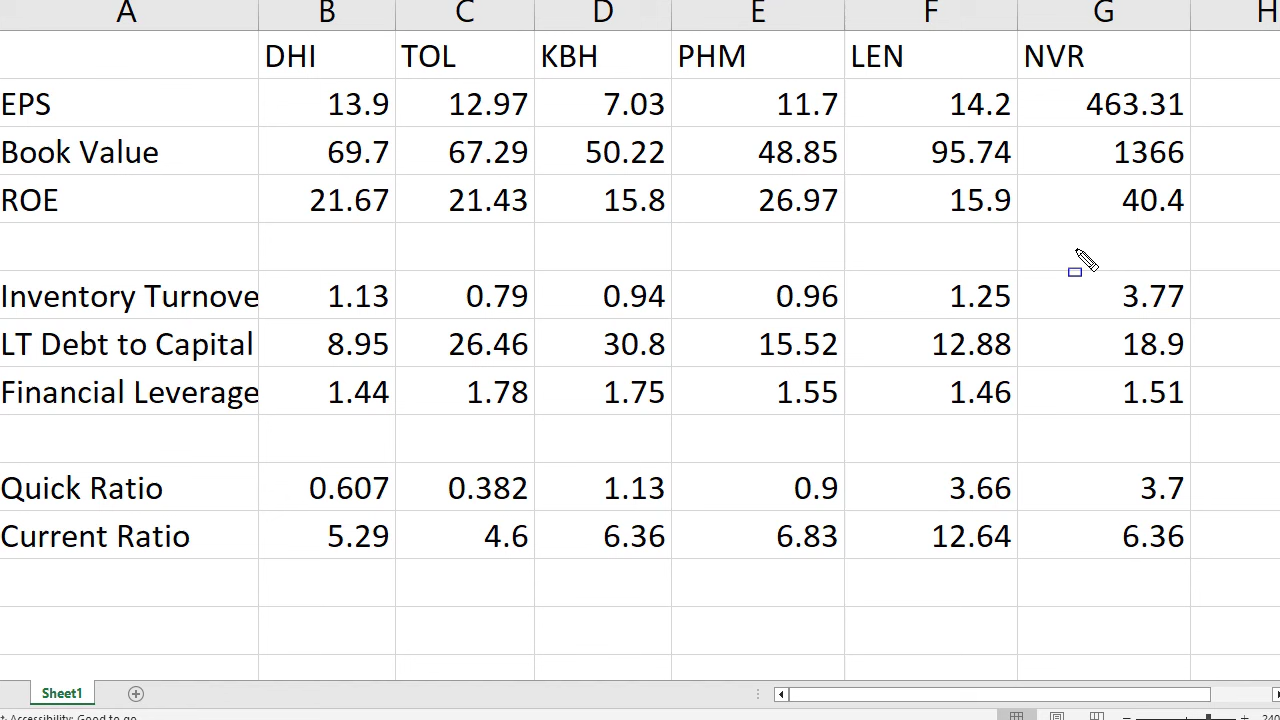 A B C D E F G H
DHI TOL KBH PHM LEN NVR
EPS 13.9 12.97 7.03 11.7 14.2 463.31
Book Value 69.7 67.29 50.22 48.85 95.74 1366
ROE 21.67 21.43 15.8 26.97 15.9 40.4
Inventory Turnove 1.13 0.79 0.94 0.96 1.25 3.77
LT Debt to Capital 8.95 26.46 30.8 15.52 12.88 18.9
Financial Leverage 1.44 1.78 1.75 1.55 1.46 1.51
Quick Ratio 0.607 0.382 1.13 0.9 3.66 3.7
Current Ratio 5.29 4.6 6.36 6.83 12.64 6.36
Sheet1
Accessibility: Good to go